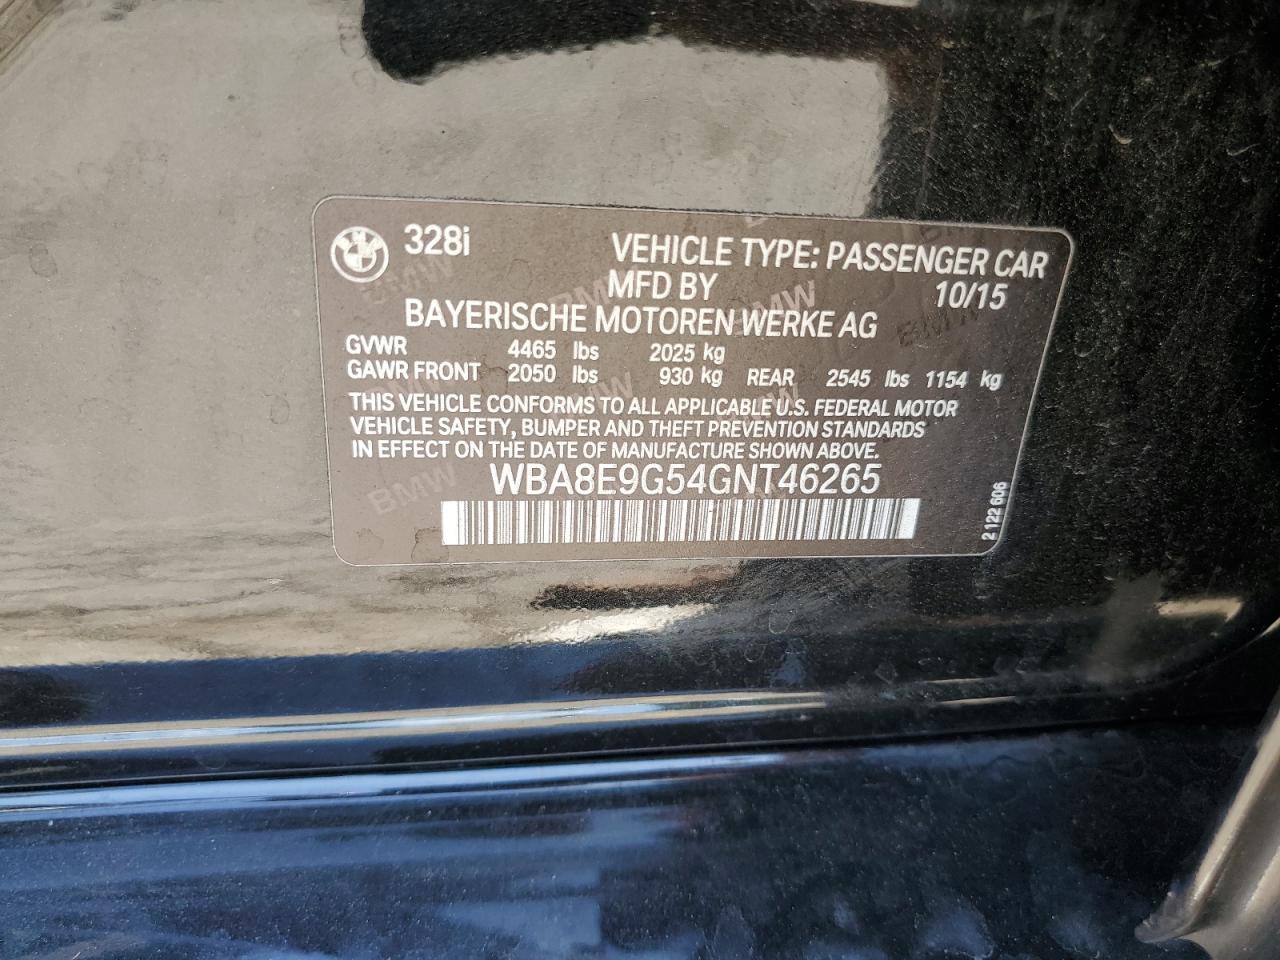 328i VEHICLE TYPE: PASSENGER CAR
MFD BY 10/15
BAYERISCHE MOTOREN WERKE AG
GVWR 4465 lbs 2025 kg
GAWR FRONT 2050 lbs 930 kg REAR 2545 lbs 1154 kg
THIS VEHICLE CONFORMS TO ALL APPLICABLE U.S. FEDERAL MOTOR
VEHICLE SAFETY, BUMPER AND THEFT PREVENTION STANDARDS
IN EFFECT ON THE DATE OF MANUFACTURE SHOWN ABOVE.
WBA8E9G54GNT46265
2 122 606